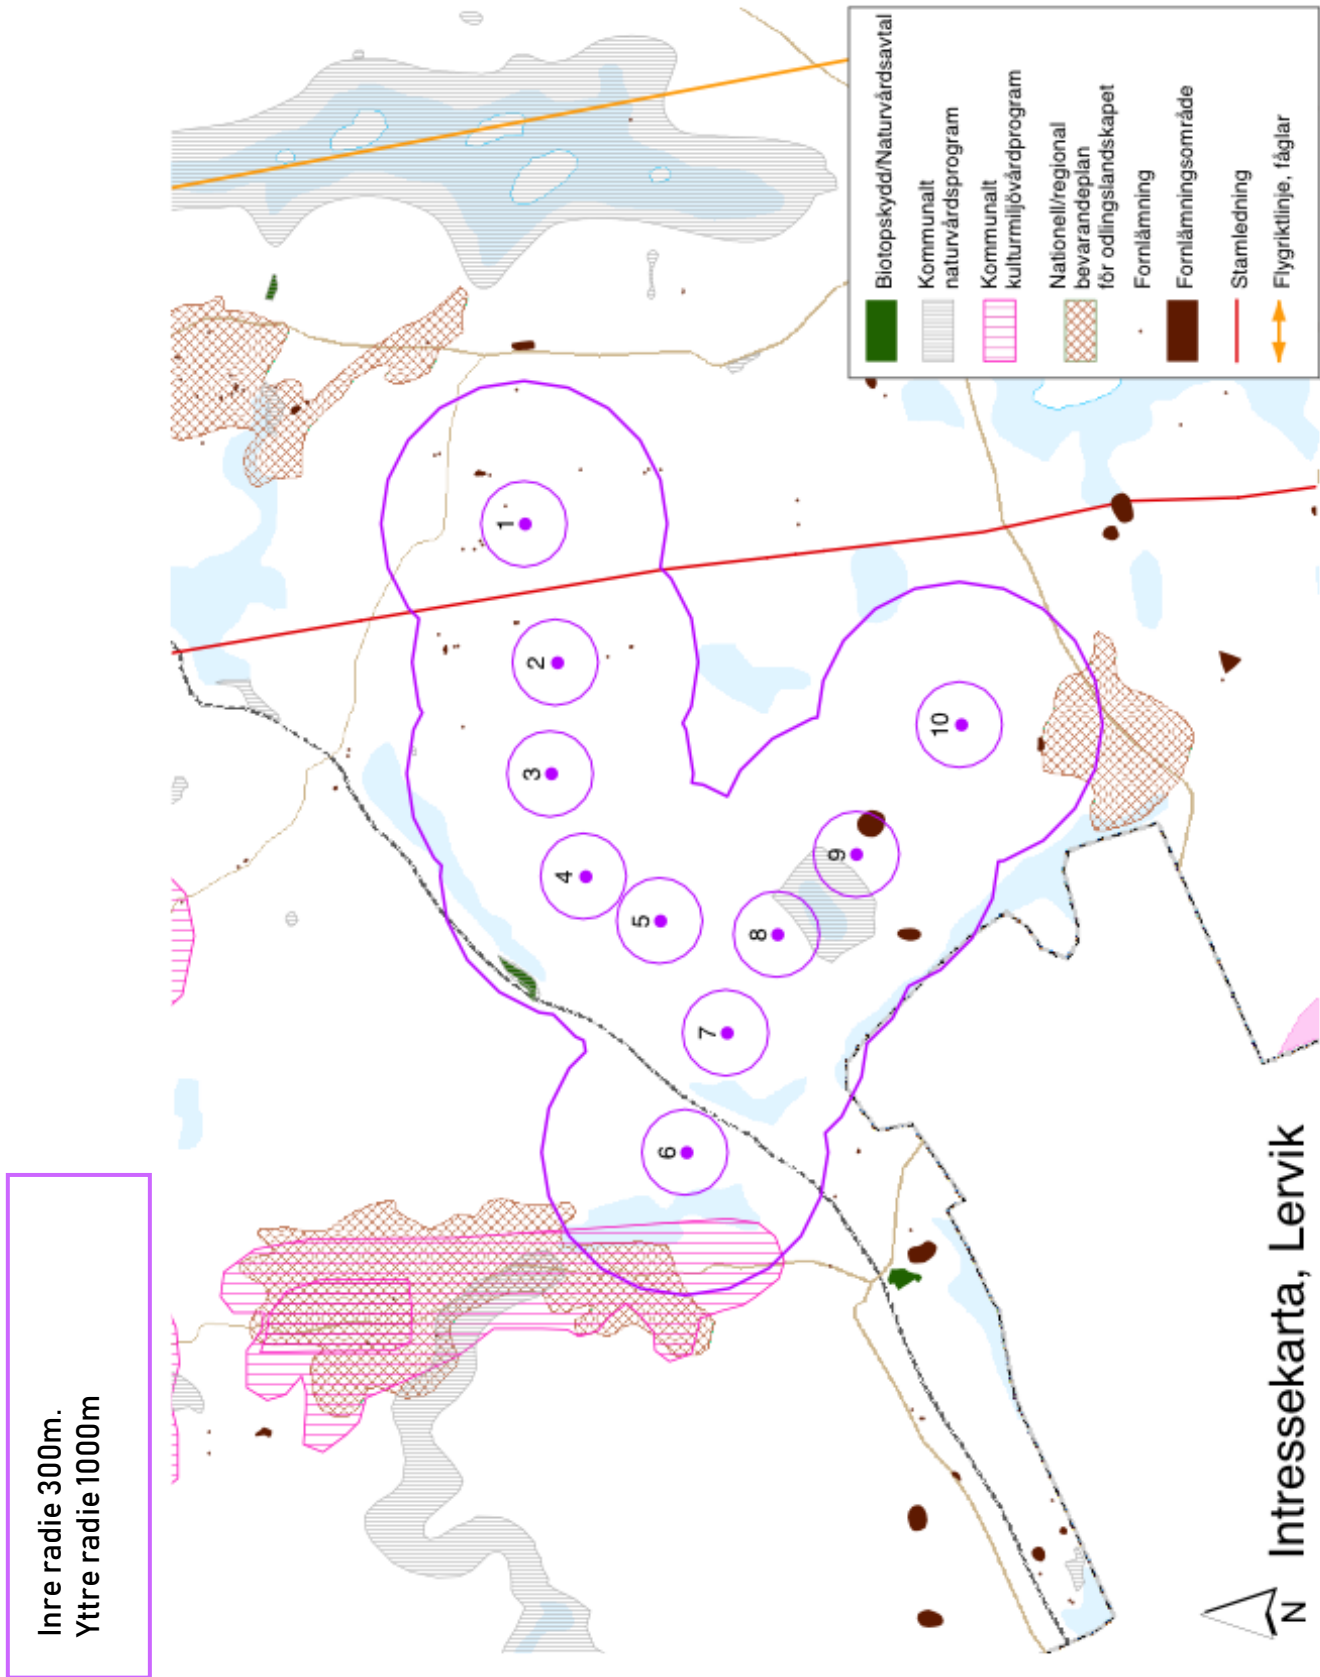 Inre radie 300m.
Yttre radie 1000m
1
2
3
4
5
6
7
8
9
10
Biotopskydd/Naturvårdsavtal
Kommunalt
naturvårdsprogram
Kommunalt
kulturmiljövårdprogram
Nationell/regional
bevarandeplan
för odlingslandskapet
Fornlämning
Fornlämningsområde
Stamledning
Flygriktlinje, fåglar
N
Intressekarta, Lervik